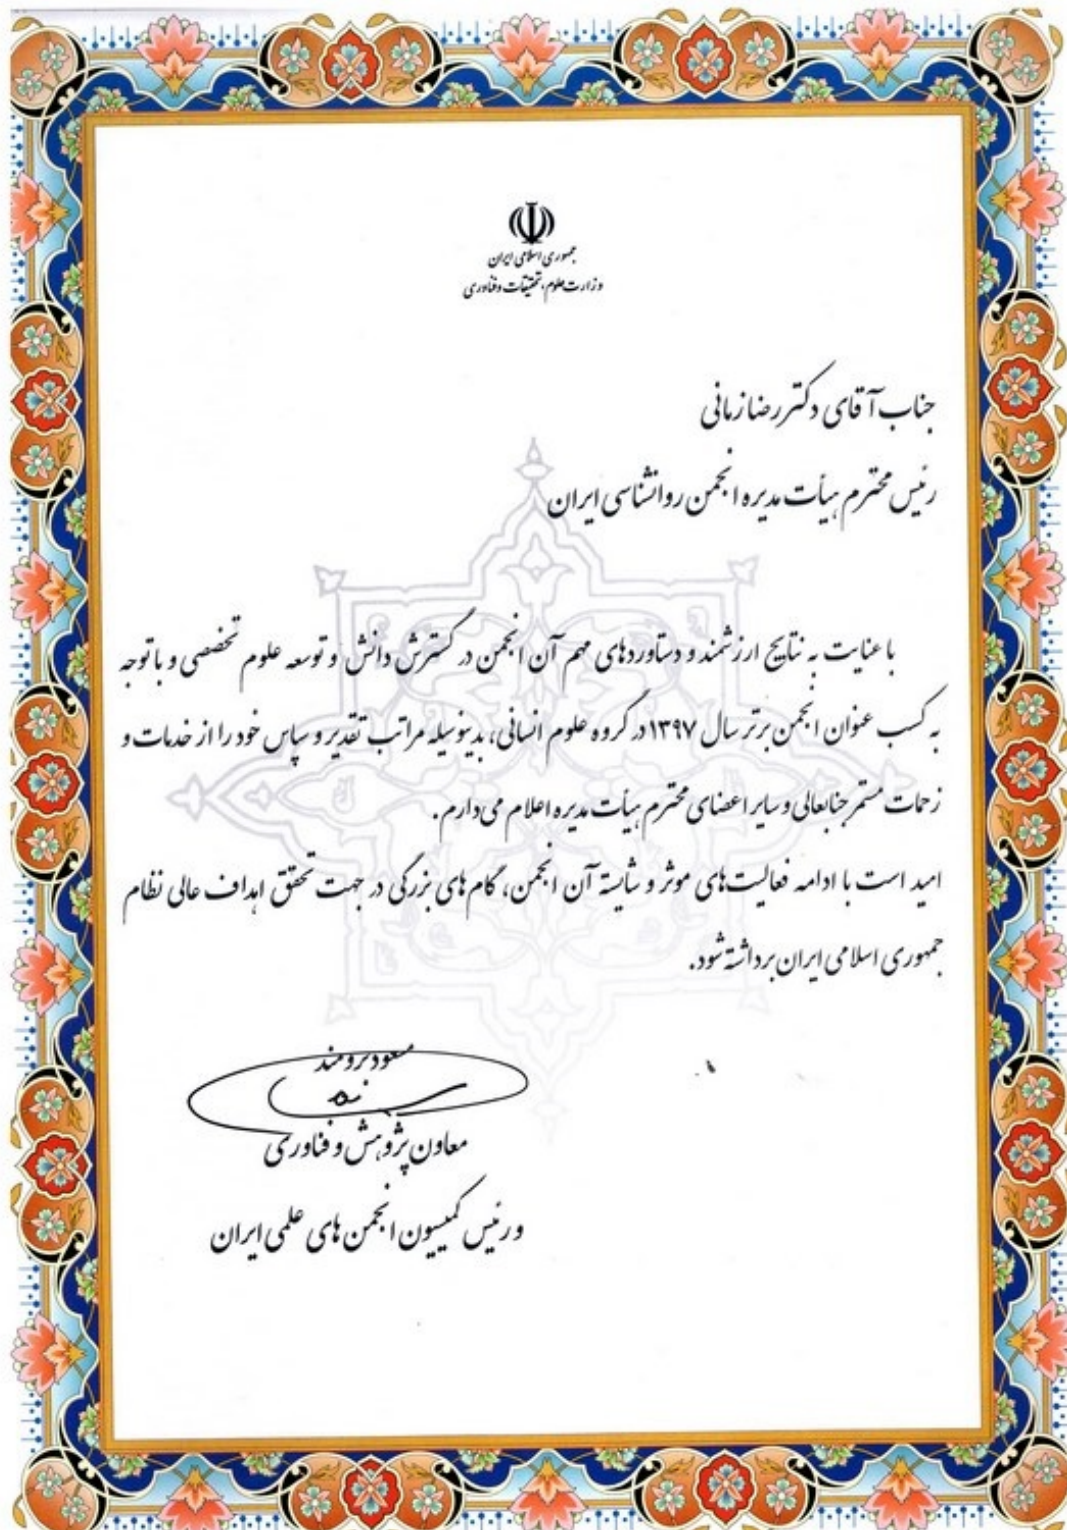 جمهوری اسلامی ایران
وزارت علوم، تحقیقات و فناوری
جناب آقای دکتر رضا زمانی
رئیس محترم هیأت مدیره انجمن روانشناسی ایران
با عنایت به نتایج ارزشمند و دستاوردهای مهم آن انجمن در گسترش دانش و توسعه علوم تخصصی و با توجه
به کسب عنوان انجمن برتر سال ۱۳۹۷ در گروه علوم انسانی، بدینوسیله مراتب تقدیر و سپاس خود را از خدمات و
زحمات مستمر جنابعالی و سایر اعضای محترم هیأت مدیره اعلام می‌دارم.
امید است با ادامه فعالیت‌های موثر و شایسته آن انجمن، گام‌های بزرگی در جهت تحقق اهداف عالی نظام
جمهوری اسلامی ایران برداشته شود.
مسعود برومند
معاون پژوهش و فناوری
و رئیس کمیسیون انجمن‌های علمی ایران